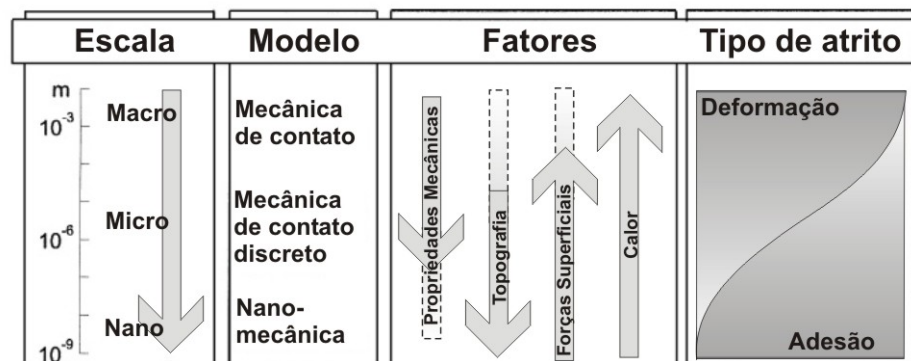 Escala
Modelo
Fatores
Tipo de atrito
m
10⁻³
10⁻⁶
10⁻⁹
Macro
Micro
Nano
Mecânica
de contato
Mecânica
de contato
discreto
Nano-
mecânica
Propriedades Mecânicas
Topografia
Forças Superficiais
Calor
Deformação
Adesão